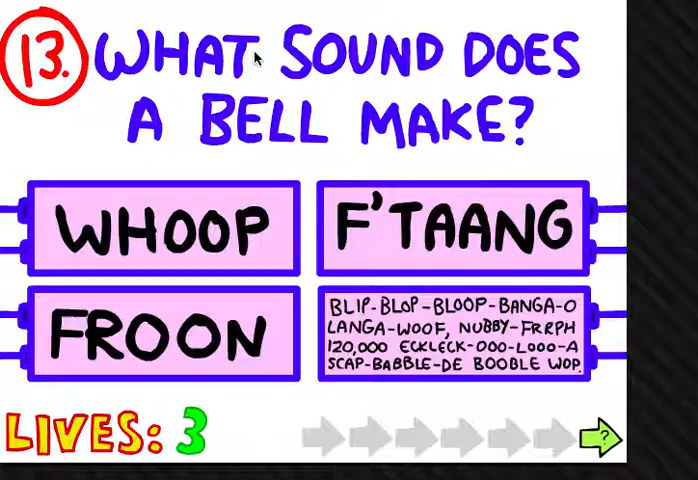 13. WHAT SOUND DOES
A BELL MAKE?
WHOOP
F'TAANG
FROON
BLIP-BLOP-BLOOP-BANGA-O
LANGA-WOOF, NUBBY-FRRPH
120,000 ECKLECK-OOO-LOOO-A
SCAP-BABBLE-DE BOOBLE WOP.
LIVES: 3
?